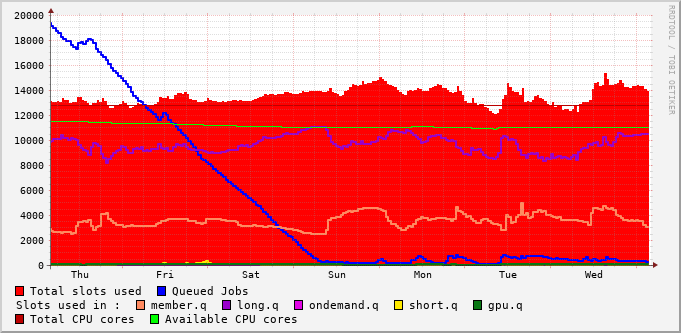 20000
18000
16000
14000
12000
10000
8000
6000
4000
2000
0
Thu Fri Sat Sun Mon Tue Wed
RRDTOOL / TOBI OETIKER
Total slots used Queued Jobs
Slots used in : member.q long.q ondemand.q short.q gpu.q
Total CPU cores Available CPU cores